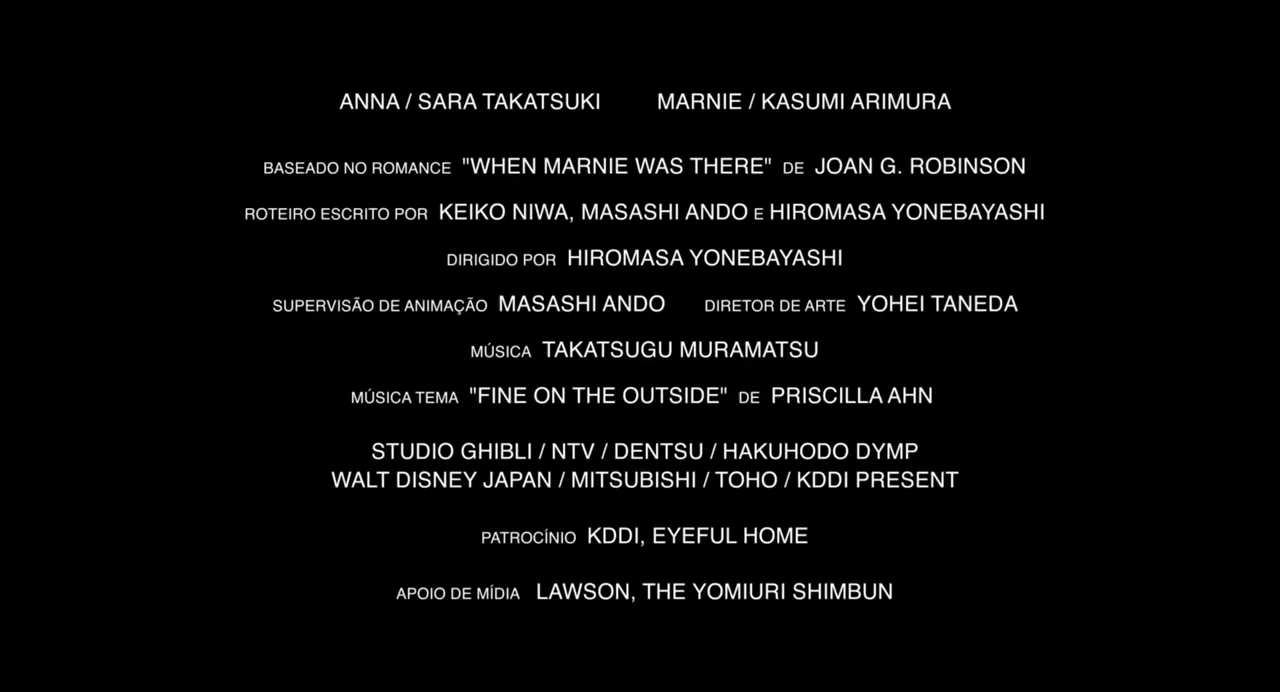 ANNA / SARA TAKATSUKI MARNIE / KASUMI ARIMURA
BASEADO NO ROMANCE "WHEN MARNIE WAS THERE" DE JOAN G. ROBINSON
ROTEIRO ESCRITO POR KEIKO NIWA, MASASHI ANDO E HIROMASA YONEBAYASHI
DIRIGIDO POR HIROMASA YONEBAYASHI
SUPERVISÃO DE ANIMAÇÃO MASASHI ANDO DIRETOR DE ARTE YOHEI TANEDA
MÚSICA TAKATSUGU MURAMATSU
MÚSICA TEMA "FINE ON THE OUTSIDE" DE PRISCILLA AHN
STUDIO GHIBLI / NTV / DENTSU / HAKUHODO DYMP
WALT DISNEY JAPAN / MITSUBISHI / TOHO / KDDI PRESENT
PATROCÍNIO KDDI, EYEFUL HOME
APOIO DE MÍDIA LAWSON, THE YOMIURI SHIMBUN